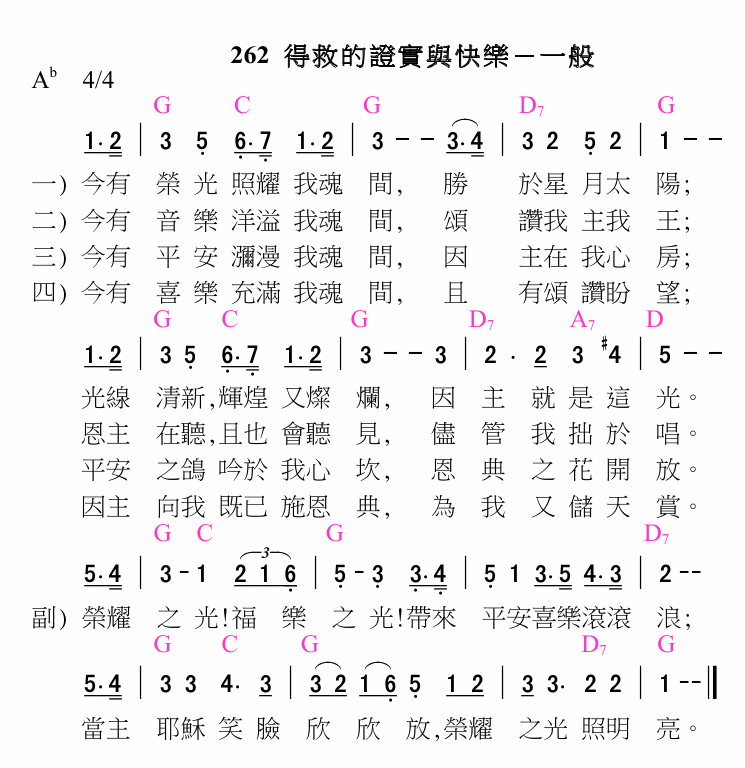 262 得救的證實與快樂－一般
Ab 4/4
G C G D7 G
1·2 | 3 5 6·7 1·2 | 3 - - 3·4 | 3 2 5 2 | 1 - -
一) 今有 榮 光 照耀 我魂 間， 勝 於星 月太 陽；
二) 今有 音 樂 洋溢 我魂 間， 頌 讚我 主我 王；
三) 今有 平 安 瀰漫 我魂 間， 因 主在 我心 房；
四) 今有 喜 樂 充滿 我魂 間， 且 有頌 讚盼 望；
G C G D7 A7 D
1·2 | 3 5 6·7 1·2 | 3 - - 3 | 2 · 2 3 #4 | 5 - -
光線 清新，輝煌 又燦 爛， 因 主 就 是 這 光。
恩主 在聽，且也 會聽 見， 儘 管 我 拙 於 唱。
平安 之鴿 吟於 我心 坎， 恩 典 之 花 開 放。
因主 向我 既已 施恩 典， 為 我 又 儲 天 賞。
G C G D7
5·4 | 3 - 1 2 1 6 | 5 - 3 3·4 | 5 1 3·5 4·3 | 2 - -
3
副) 榮耀 之 光！福 樂 之 光！帶來 平安喜樂滾滾 浪；
G C G D7 G
5·4 | 3 3 4· 3 | 3 2 1 6 5 1 2 | 3 3· 2 2 | 1 - - ||
當主 耶穌 笑 臉 欣 欣 放，榮耀 之光 照明 亮。